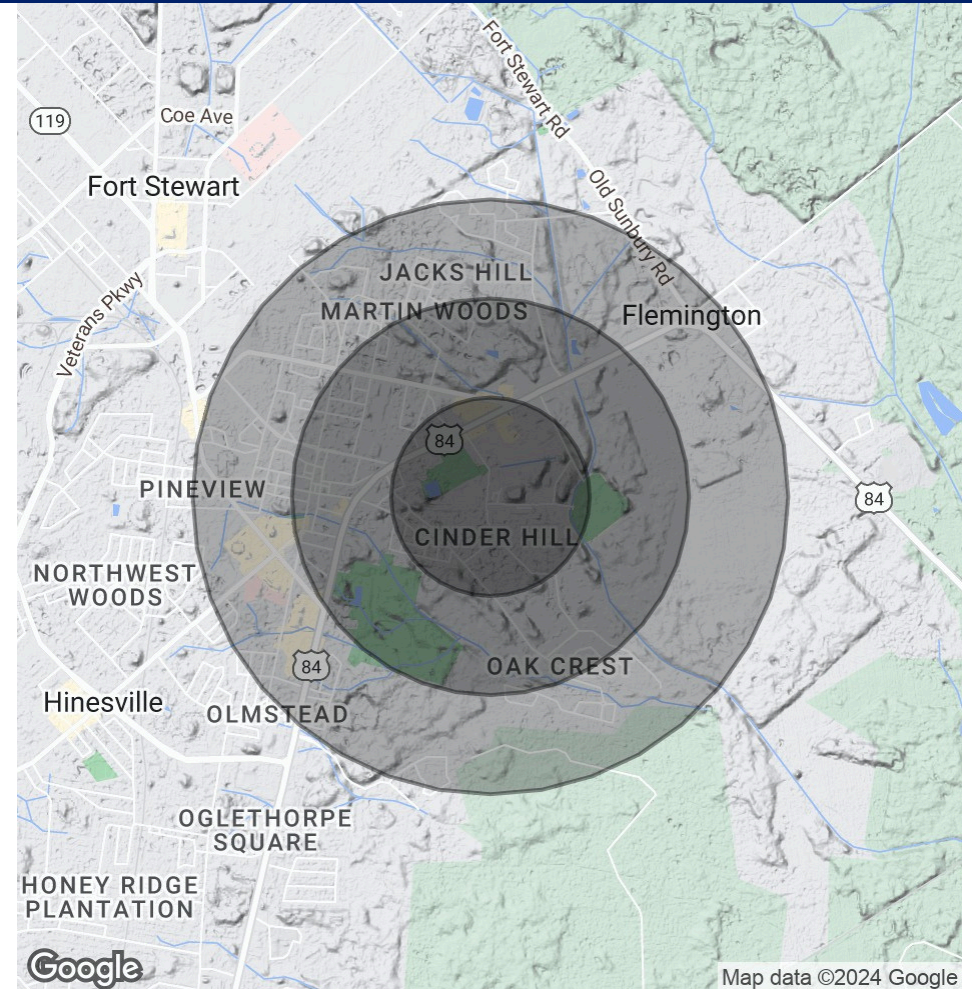 Fort Stewart Rd
119
Coe Ave
Fort Stewart
Old Sunbury Rd
JACKS HILL
Veterans Pkwy
MARTIN WOODS
Flemington
84
PINEVIEW
84
CINDER HILL
NORTHWEST
WOODS
84
OAK CREST
Hinesville
OLMSTEAD
OGLETHORPE
SQUARE
HONEY RIDGE
PLANTATION
Google
Map data ©2024 Google